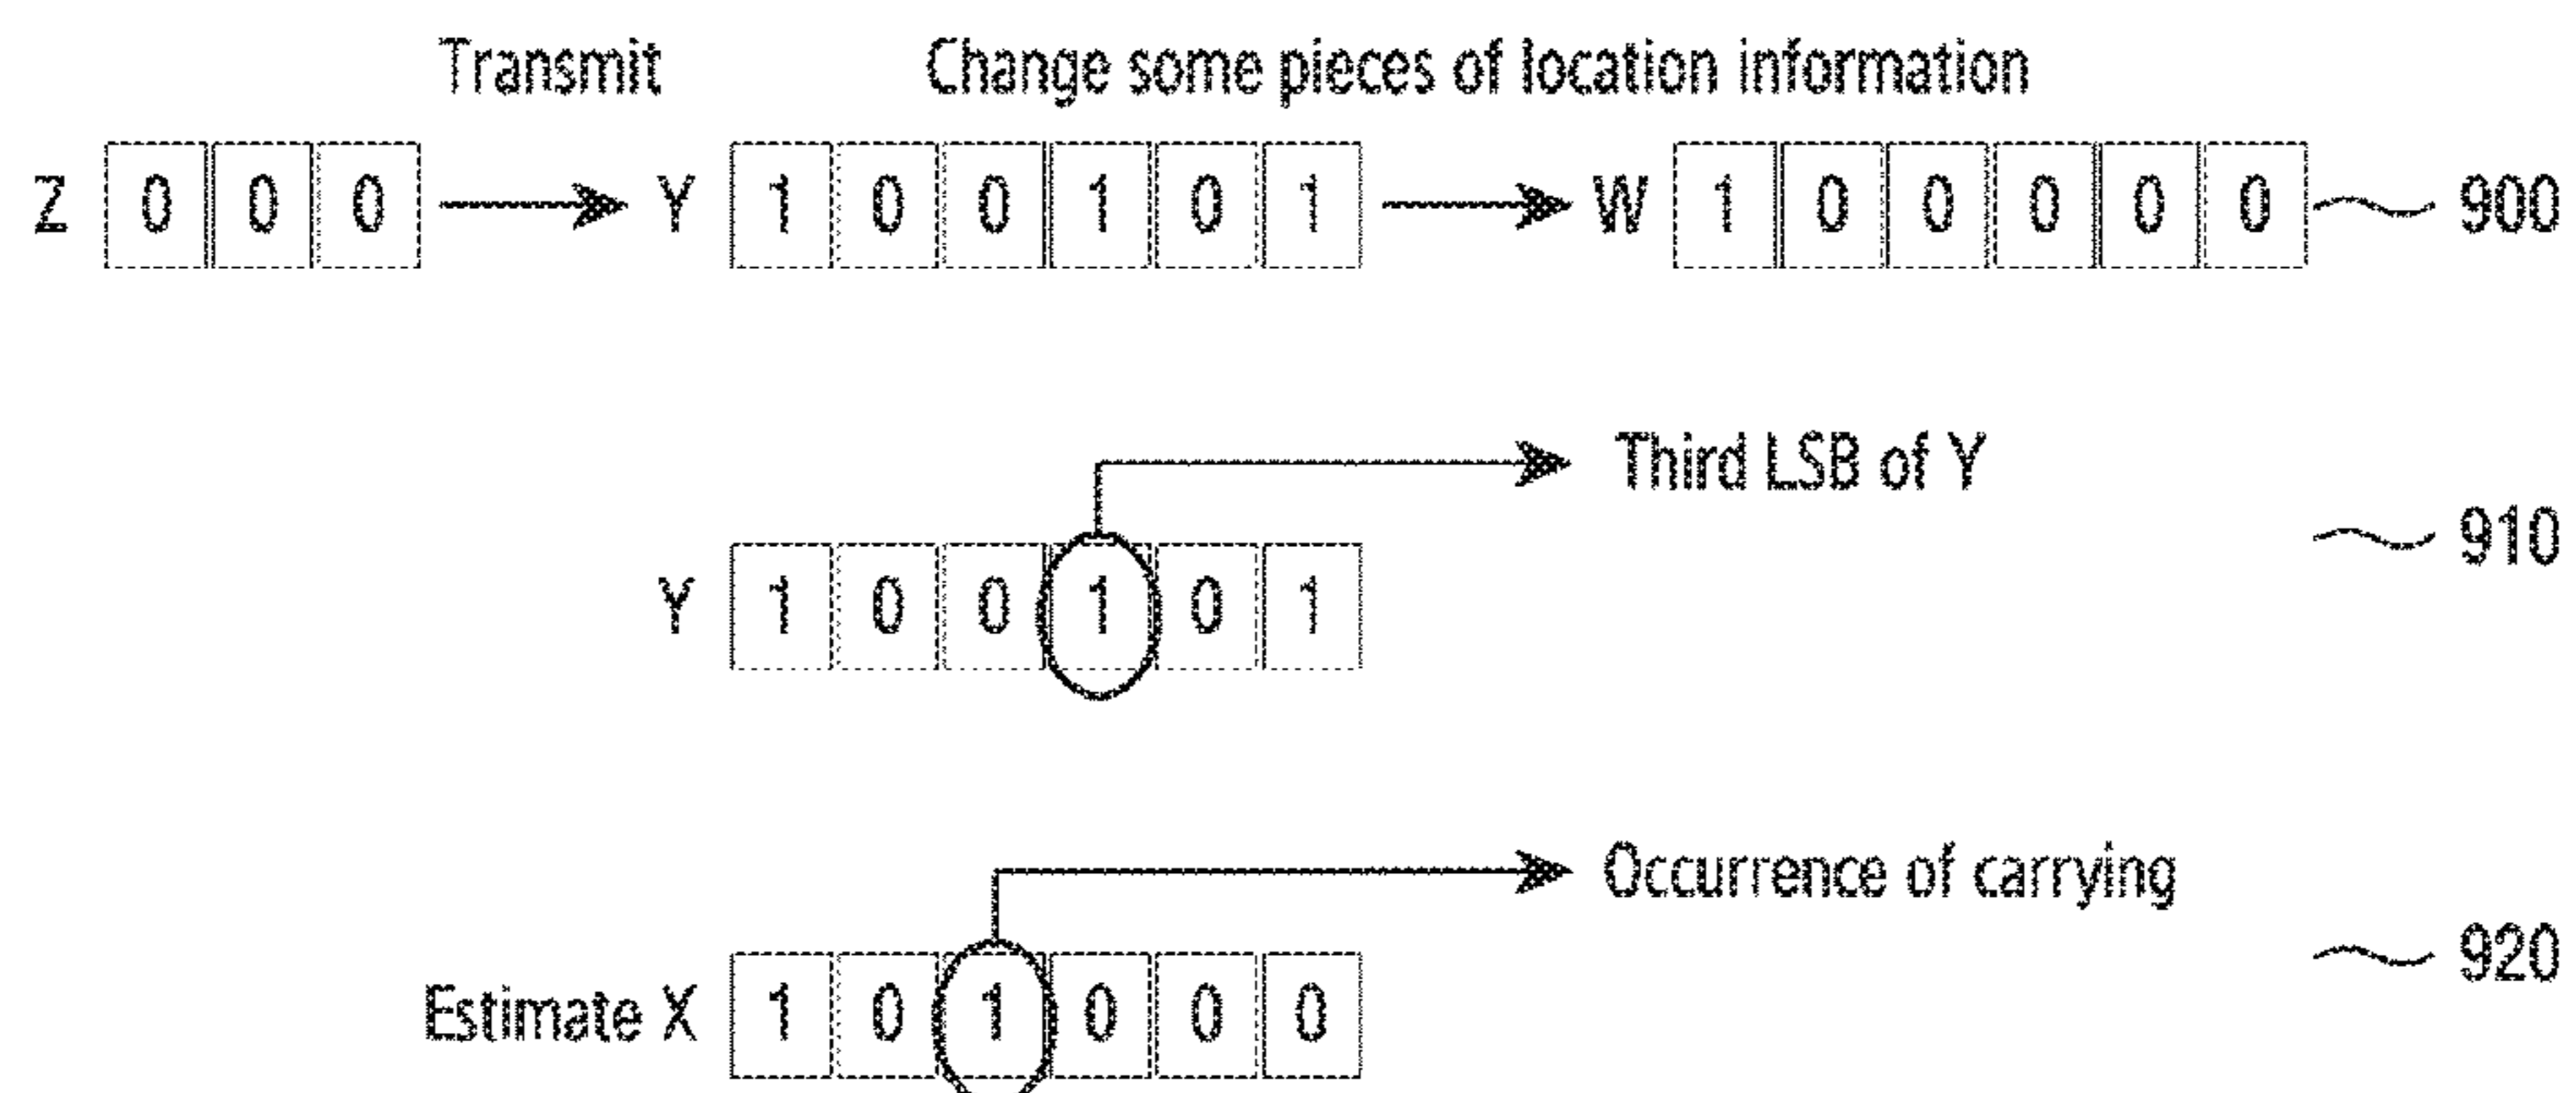 Transmit Change some pieces of location information
Z 0 0 0 Y 1 0 0 1 0 1 W 1 0 0 0 0 0 900
Third LSB of Y
910
Y 1 0 0 1 0 1
Occurrence of carrying
920
Estimate X 1 0 1 0 0 0